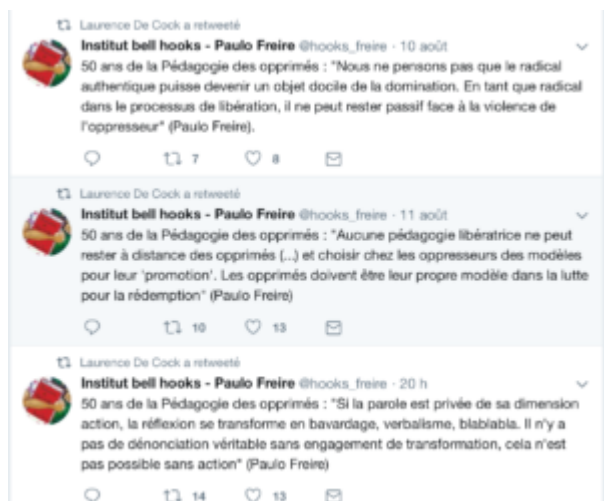 Laurence De Cock a retweeté
Institut bell hooks - Paulo Freire @hooks_freire · 10 août
50 ans de la Pédagogie des opprimés : "Nous ne pensons pas que le radical
authentique puisse devenir un objet docile de la domination. En tant que radical
dans le processus de libération, il ne peut rester passif face à la violence de
l'oppresseur" (Paulo Freire).
7 8
Laurence De Cock a retweeté
Institut bell hooks - Paulo Freire @hooks_freire · 11 août
50 ans de la Pédagogie des opprimés : "Aucune pédagogie libératrice ne peut
rester à distance des opprimés (...) et choisir chez les oppresseurs des modèles
pour leur 'promotion'. Les opprimés doivent être leur propre modèle dans la lutte
pour la rédemption" (Paulo Freire)
10 13
Laurence De Cock a retweeté
Institut bell hooks - Paulo Freire @hooks_freire · 20 h
50 ans de la Pédagogie des opprimés : "Si la parole est privée de sa dimension
action, la réflexion se transforme en bavardage, verbalisme, blablabla. Il n'y a
pas de dénonciation véritable sans engagement de transformation, cela n'est
pas possible sans action" (Paulo Freire)
14 13